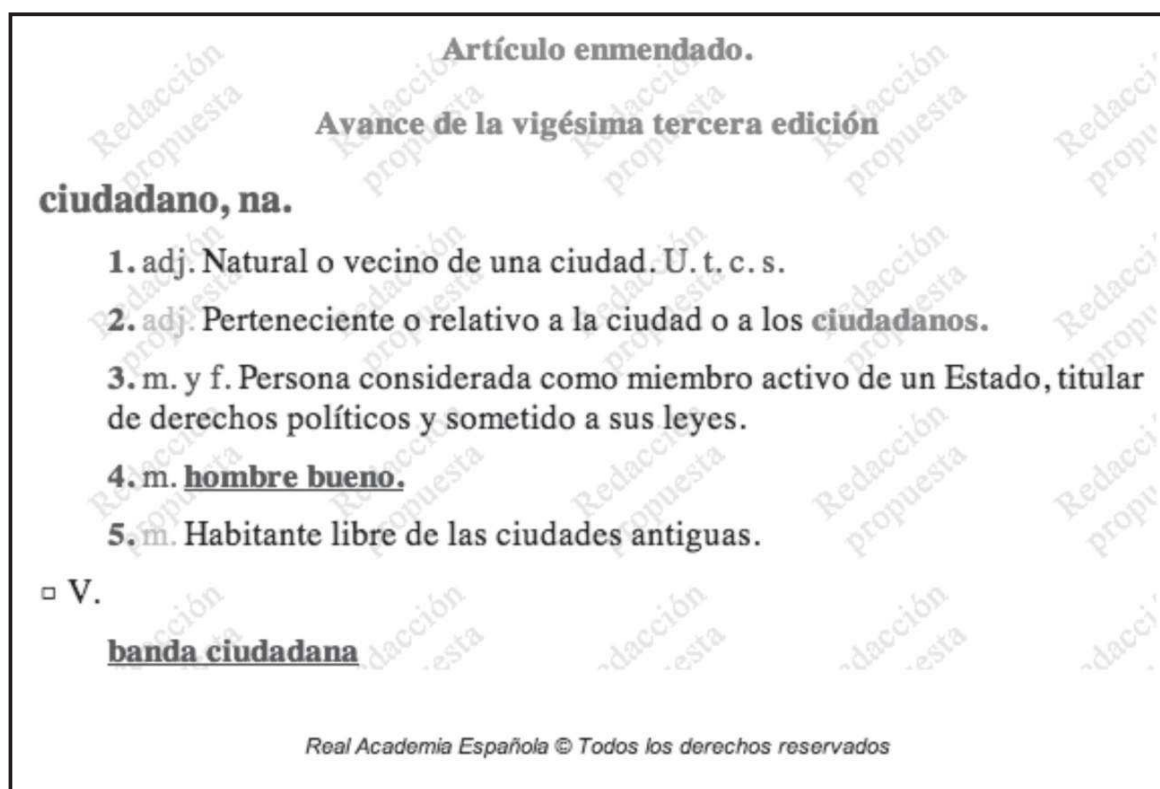 Artículo enmendado.
Avance de la vigésima tercera edición
ciudadano, na.
1. adj. Natural o vecino de una ciudad. U. t. c. s.
2. adj. Perteneciente o relativo a la ciudad o a los ciudadanos.
3. m. y f. Persona considerada como miembro activo de un Estado, titular
de derechos políticos y sometido a sus leyes.
4. m. hombre bueno.
5. m. Habitante libre de las ciudades antiguas.
▫ V.
banda ciudadana
Real Academia Española © Todos los derechos reservados
Redacción
propuesta